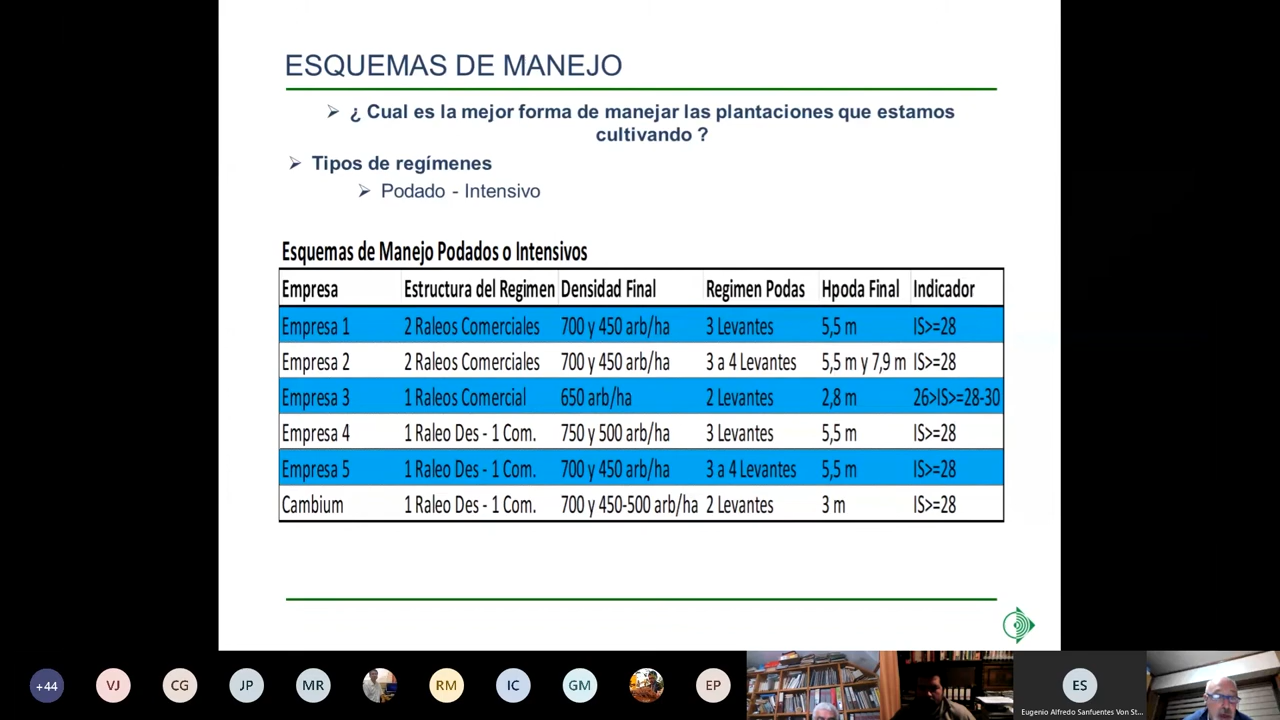 ESQUEMAS DE MANEJO
¿ Cual es la mejor forma de manejar las plantaciones que estamos
cultivando ?
Tipos de regímenes
Podado - Intensivo
Esquemas de Manejo Podados o Intensivos
Empresa Estructura del Regimen Densidad Final Regimen Podas Hpoda Final Indicador
Empresa 1 2 Raleos Comerciales 700 y 450 arb/ha 3 Levantes 5,5 m IS>=28
Empresa 2 2 Raleos Comerciales 700 y 450 arb/ha 3 a 4 Levantes 5,5 m y 7,9 m IS>=28
Empresa 3 1 Raleos Comercial 650 arb/ha 2 Levantes 2,8 m 26>IS>=28-30
Empresa 4 1 Raleo Des - 1 Com. 750 y 500 arb/ha 3 Levantes 5,5 m IS>=28
Empresa 5 1 Raleo Des - 1 Com. 700 y 450 arb/ha 3 a 4 Levantes 5,5 m IS>=28
Cambium 1 Raleo Des - 1 Com. 700 y 450-500 arb/ha 2 Levantes 3 m IS>=28
+44 VJ CG JP MR RM IC GM EP ES
Eugenio Alfredo Sanfuentes Von St...